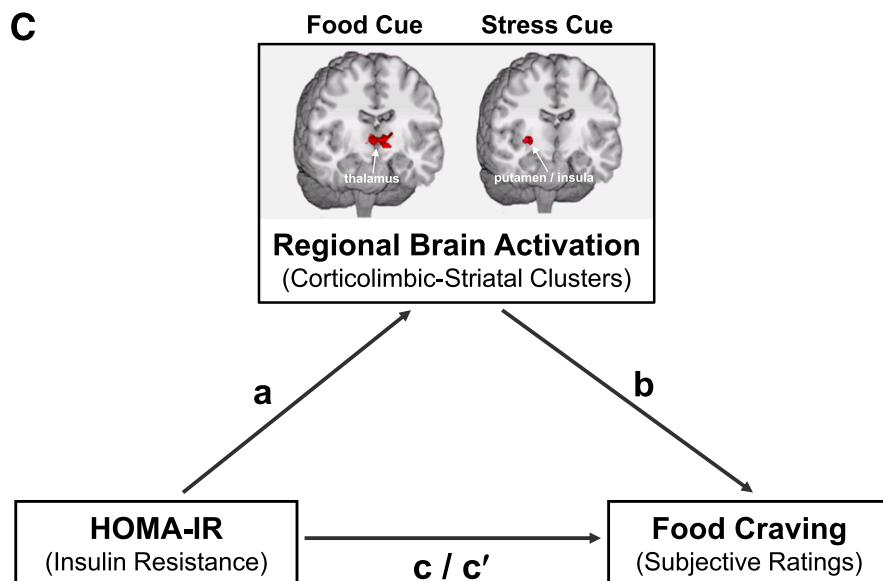 C
Food Cue Stress Cue
thalamus
putamen / insula
Regional Brain Activation
(Corticolimbic-Striatal Clusters)
a
b
HOMA-IR
(Insulin Resistance)
c / c′
Food Craving
(Subjective Ratings)